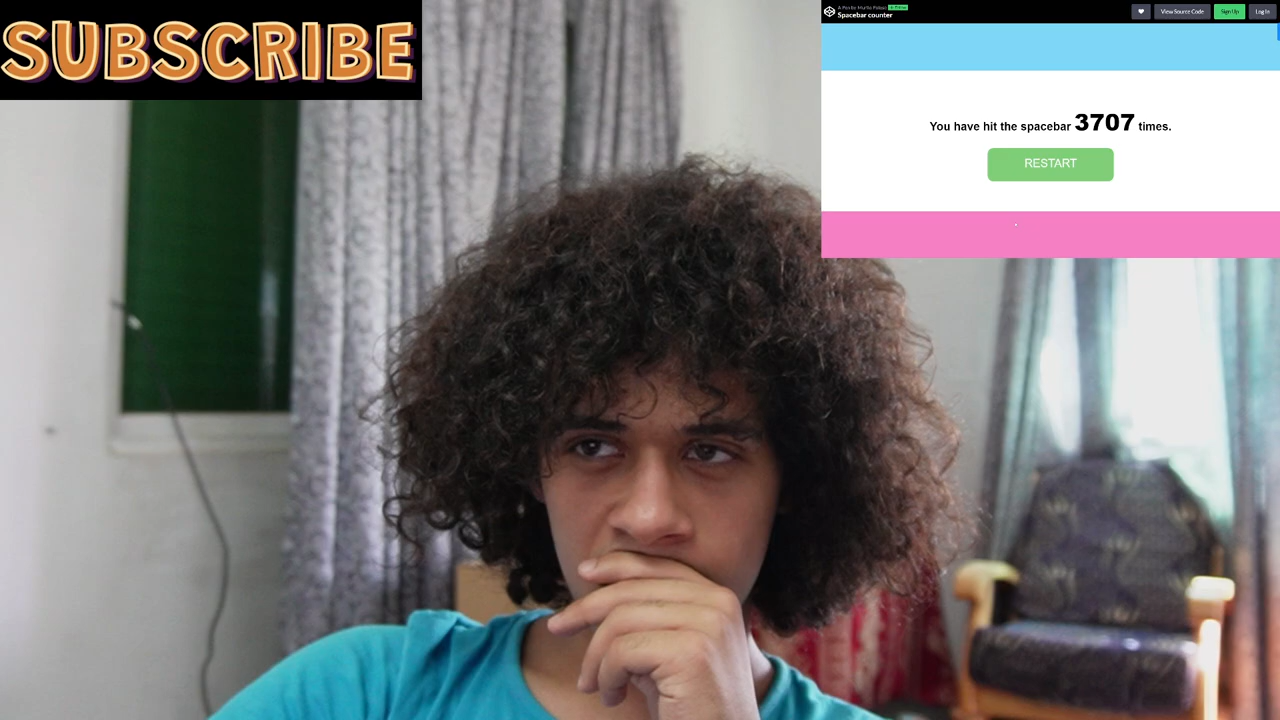 SUBSCRIBE
Spacebar counter
View Source Code
Sign Up
Log In
You have hit the spacebar 3707 times.
RESTART